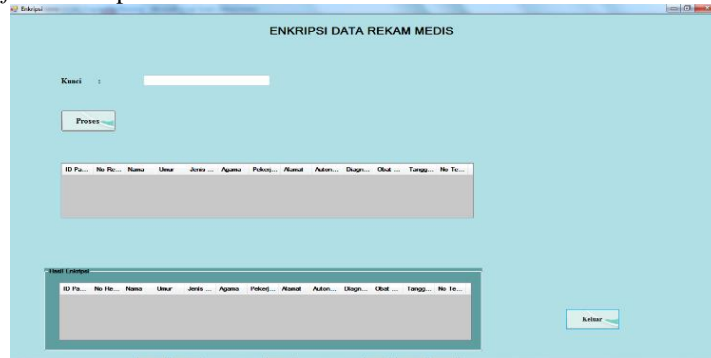 Enkripsi
ENKRIPSI DATA REKAM MEDIS
Kunci :
Proses
ID Pa... No Re... Nama Umur Jenis ... Agama Pekerj... Alamat Auten... Diagn... Obat ... Tangg... No Te...
Hasil Enkripsi
ID Pa... No Re... Nama Umur Jenis ... Agama Pekerj... Alamat Auton... Diagn... Obat ... Tangg... No Te...
Keluar